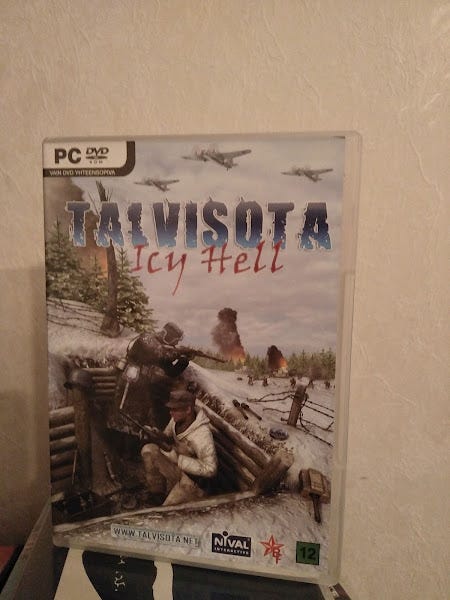 PC DVD
ROM
VAIN DVD YHTEENSOPIVA
TALVISOTA
Icy Hell
WWW.TALVISOTA.NET
NIVAL
INTERACTIVE
12